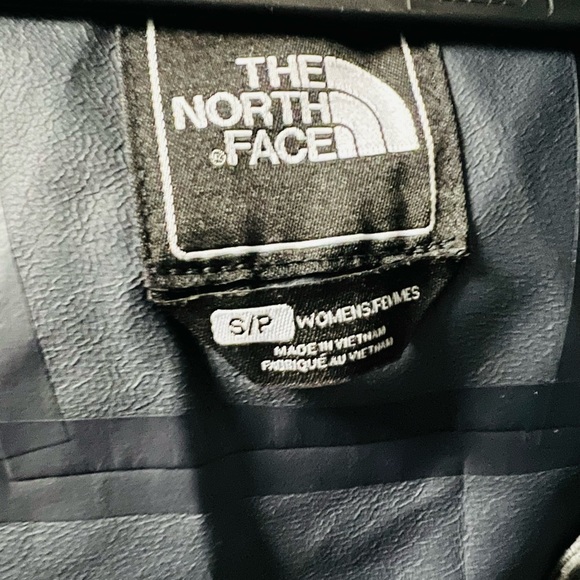 THE
NORTH
®FACE
S/P WOMENS/FEMMES
MADE IN VIETNAM
FABRIQUÉ AU VIETNAM